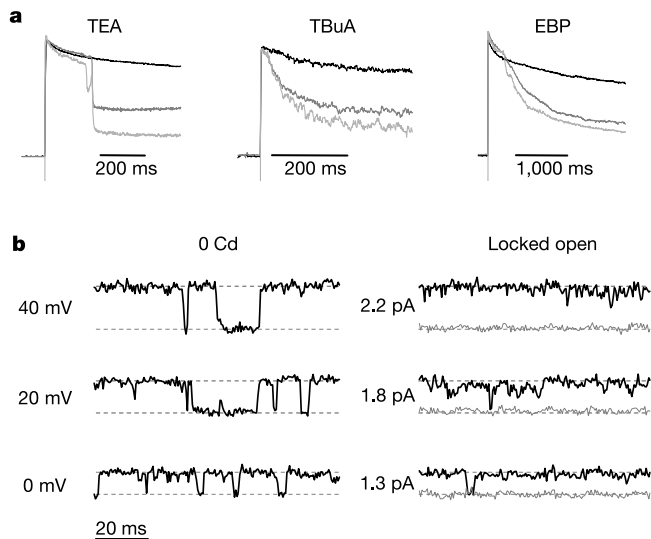 a
TEA TBuA EBP
200 ms 200 ms 1,000 ms
b
0 Cd Locked open
40 mV 2.2 pA
20 mV 1.8 pA
0 mV 1.3 pA
20 ms